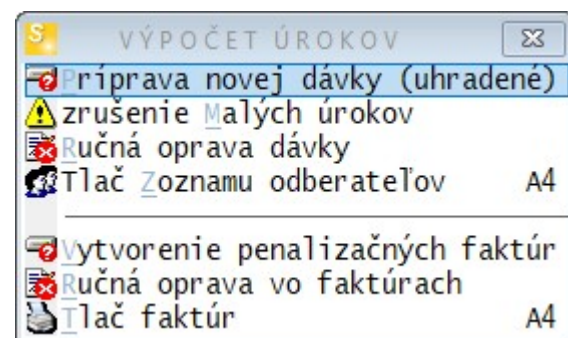 VÝPOČET ÚROKOV
Príprava novej dávky (uhradené)
zrušenie Malých úrokov
Ručná oprava dávky
Tlač Zoznamu odberateľov A4
Vytvorenie penalizačných faktúr
Ručná oprava vo faktúrach
Tlač faktúr A4